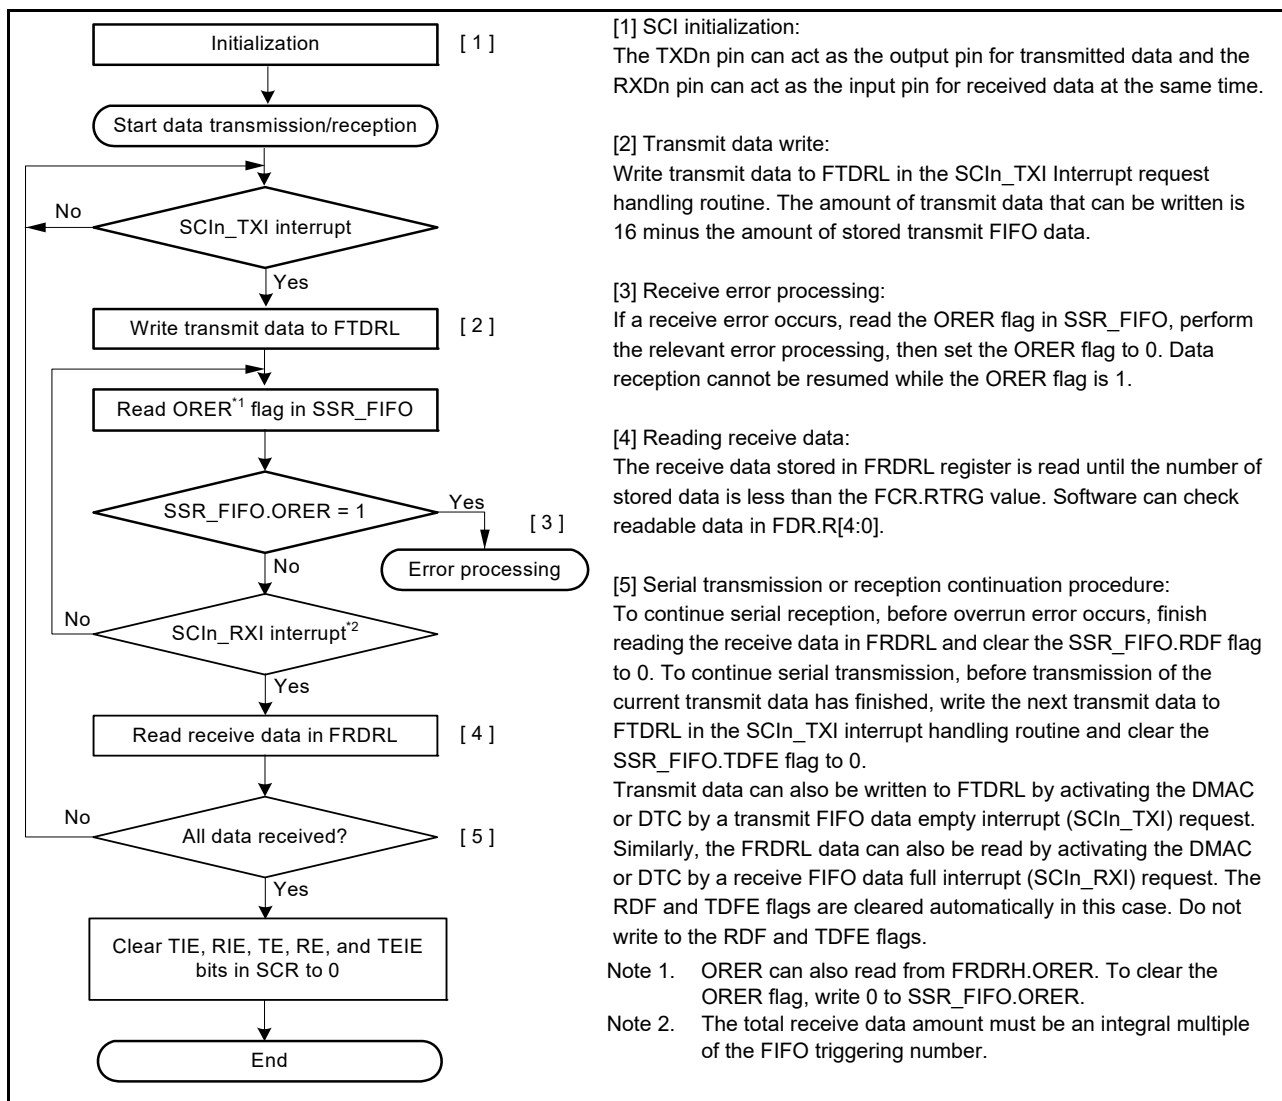 Initialization
[ 1 ]
Start data transmission/reception
No
SCIn_TXI interrupt
Yes
Write transmit data to FTDRL
[ 2 ]
Read ORER*1 flag in SSR_FIFO
SSR_FIFO.ORER = 1
Yes
[ 3 ]
No
Error processing
No
SCIn_RXI interrupt*2
Yes
Read receive data in FRDRL
[ 4 ]
No
All data received?
[ 5 ]
Yes
Clear TIE, RIE, TE, RE, and TEIE
bits in SCR to 0
End
[1] SCI initialization:
The TXDn pin can act as the output pin for transmitted data and the
RXDn pin can act as the input pin for received data at the same time.
[2] Transmit data write:
Write transmit data to FTDRL in the SCIn_TXI Interrupt request
handling routine. The amount of transmit data that can be written is
16 minus the amount of stored transmit FIFO data.
[3] Receive error processing:
If a receive error occurs, read the ORER flag in SSR_FIFO, perform
the relevant error processing, then set the ORER flag to 0. Data
reception cannot be resumed while the ORER flag is 1.
[4] Reading receive data:
The receive data stored in FRDRL register is read until the number of
stored data is less than the FCR.RTRG value. Software can check
readable data in FDR.R[4:0].
[5] Serial transmission or reception continuation procedure:
To continue serial reception, before overrun error occurs, finish
reading the receive data in FRDRL and clear the SSR_FIFO.RDF flag
to 0. To continue serial transmission, before transmission of the
current transmit data has finished, write the next transmit data to
FTDRL in the SCIn_TXI interrupt handling routine and clear the
SSR_FIFO.TDFE flag to 0.
Transmit data can also be written to FTDRL by activating the DMAC
or DTC by a transmit FIFO data empty interrupt (SCIn_TXI) request.
Similarly, the FRDRL data can also be read by activating the DMAC
or DTC by a receive FIFO data full interrupt (SCIn_RXI) request. The
RDF and TDFE flags are cleared automatically in this case. Do not
write to the RDF and TDFE flags.
Note 1. ORER can also read from FRDRH.ORER. To clear the
ORER flag, write 0 to SSR_FIFO.ORER.
Note 2. The total receive data amount must be an integral multiple
of the FIFO triggering number.